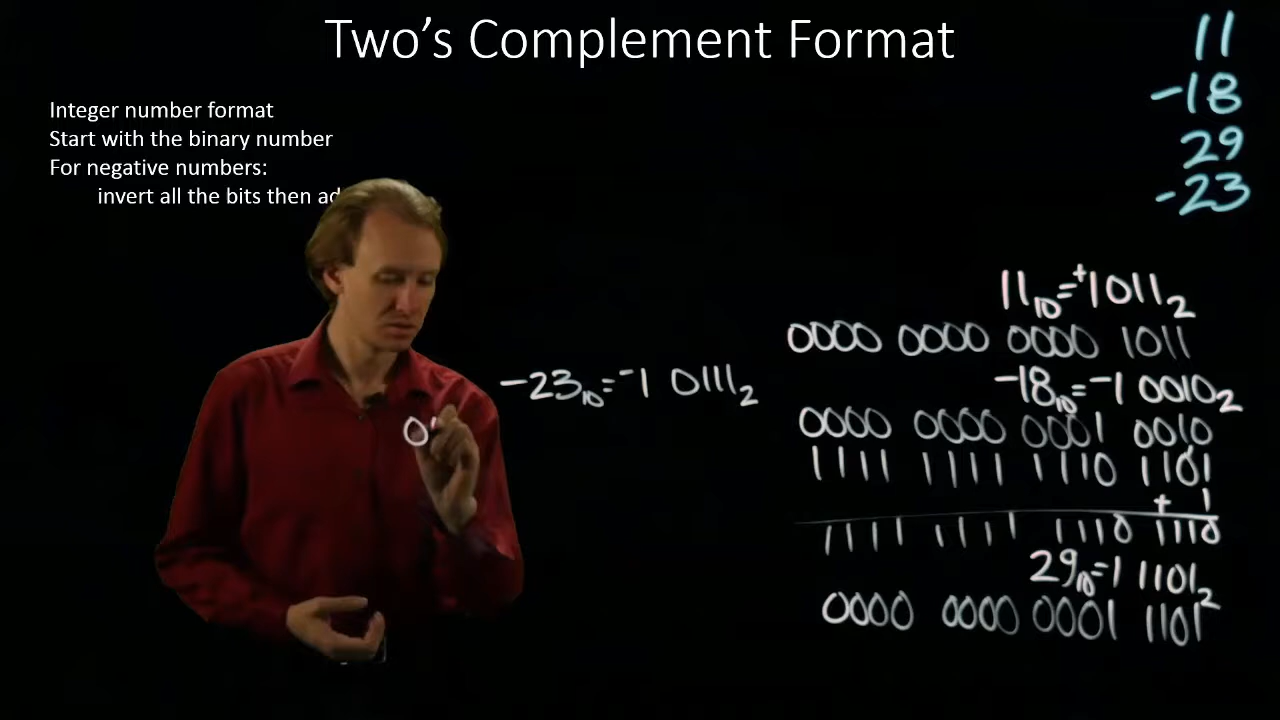 Two's Complement Format
Integer number format
Start with the binary number
For negative numbers:
invert all the bits then
11
-18
29
-23
11₁₀=⁺1011₂
0000 0000 0000 1011
-23₁₀=⁻1 0111₂
-18₁₀=⁻1 0010₂
0000 0000 0001 0010
1111 1111 1110 1101
+ 1
1111 1111 1110 1110
29₁₀=1 1101₂
0000 0000 0001 1101